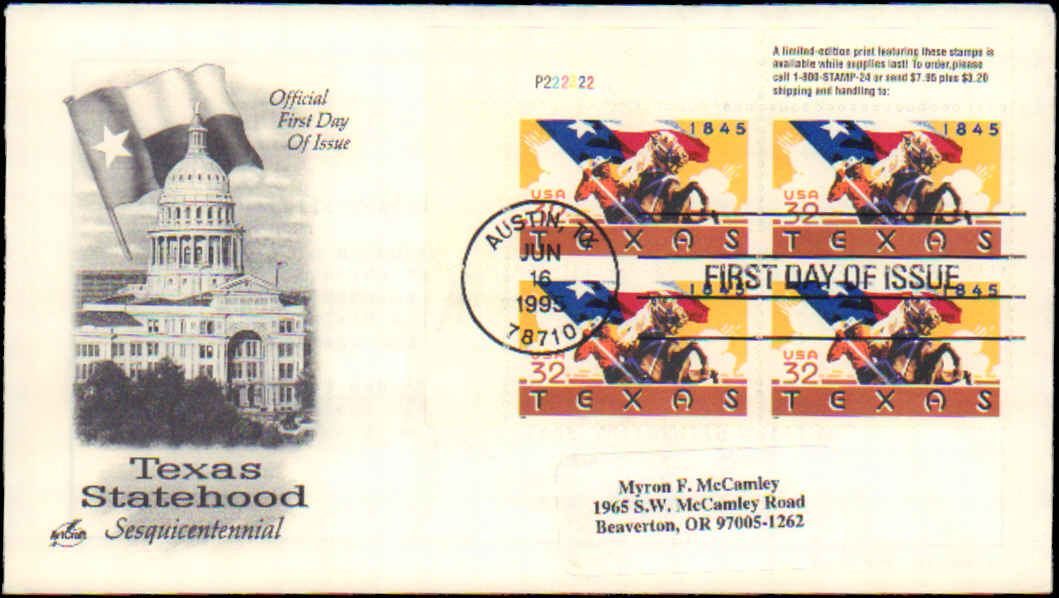 Official
First Day
Of Issue
P222222
A limited-edition print featuring these stamps is
available while supplies last! To order, please
call 1-800-STAMP-24 or send $7.95 plus $3.20
shipping and handling to:
1845
USA
32
TEXAS
1845
USA
32
TEXAS
AUSTIN, TX
JUN
16
1995
78710
FIRST DAY OF ISSUE
1845
USA
32
TEXAS
1845
USA
32
TEXAS
Texas
Statehood
Sesquicentennial
ArtCraft
Myron F. McCamley
1965 S.W. McCamley Road
Beaverton, OR 97005-1262